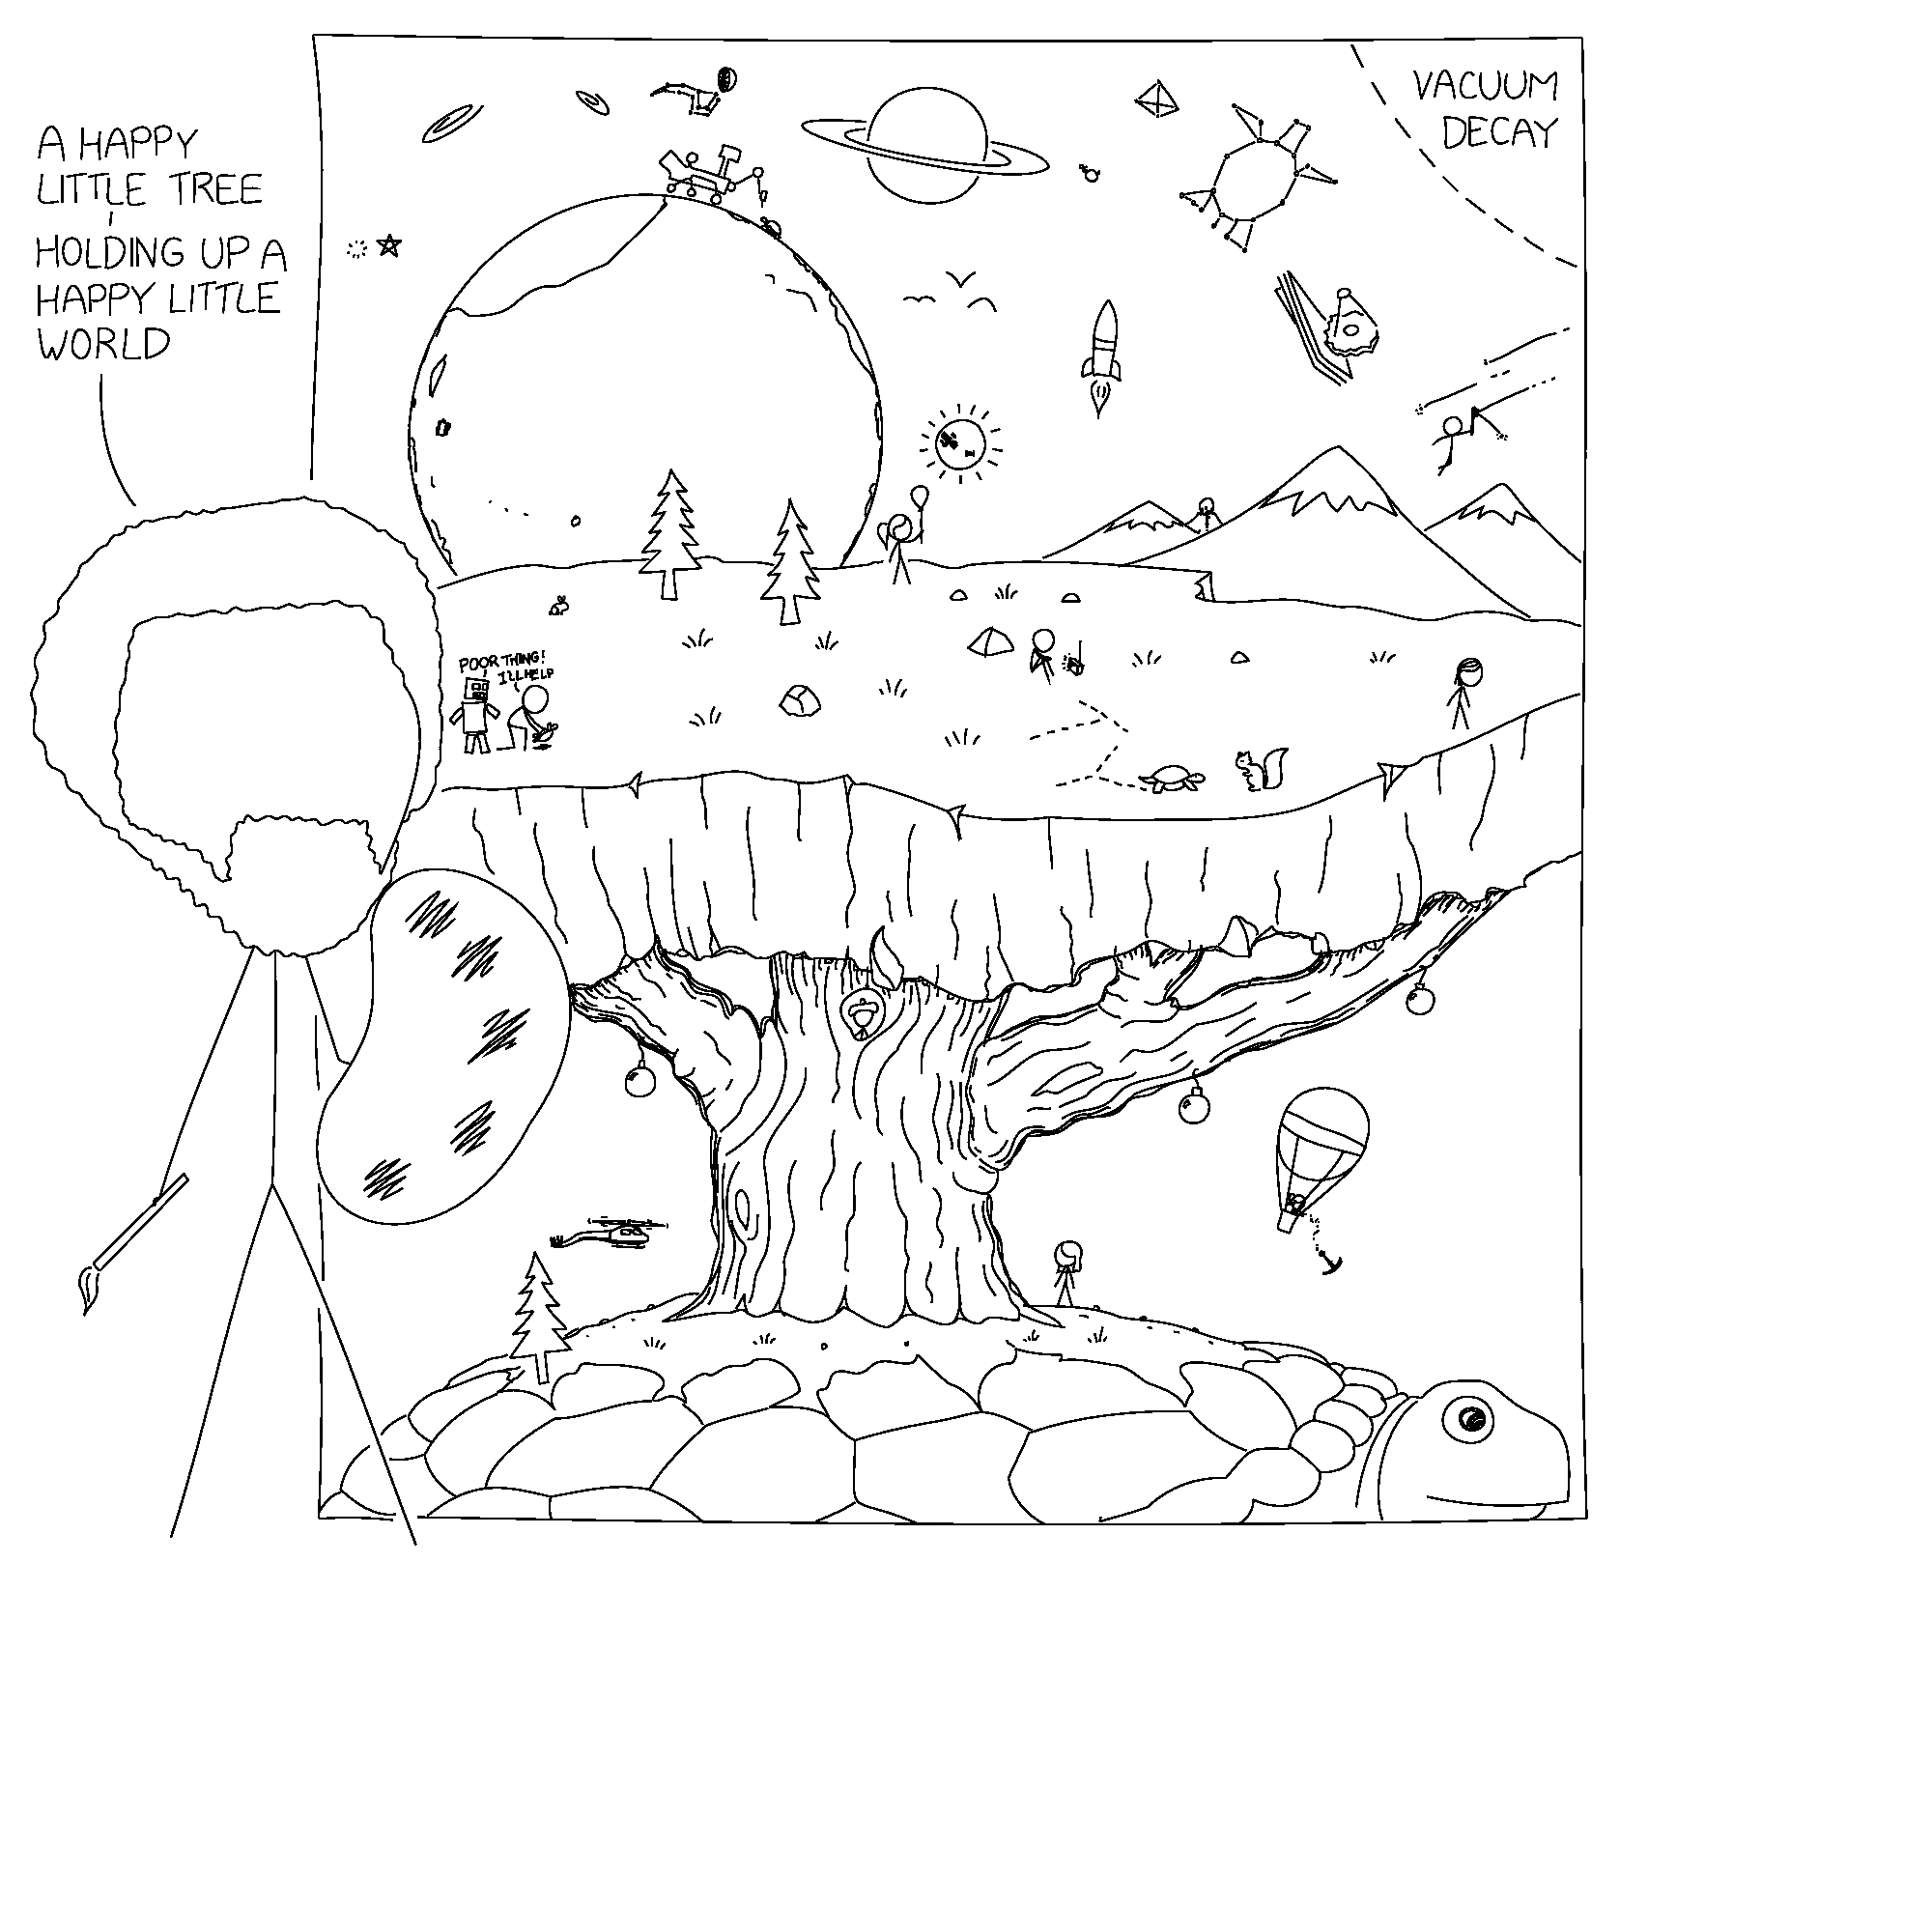 A HAPPY
LITTLE TREE
HOLDING UP A
HAPPY LITTLE
WORLD
VACUUM
DECAY
POOR THING!
I'LL HELP